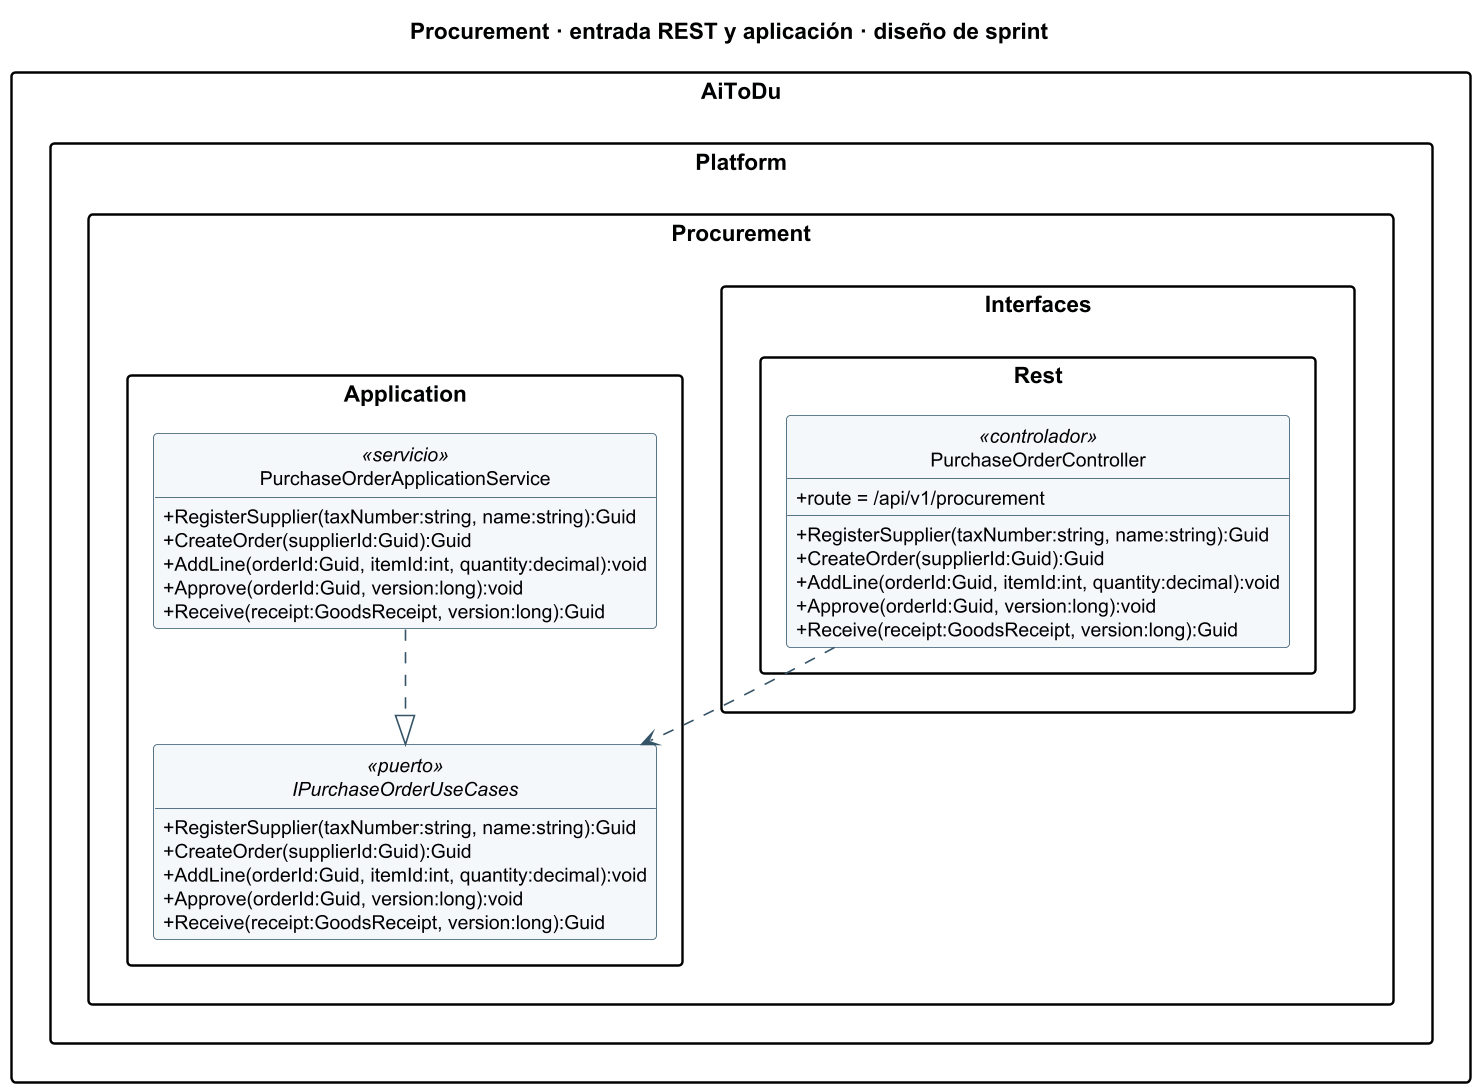 Procurement · entrada REST y aplicación · diseño de sprint
AiToDu
Platform
Procurement
Interfaces
Rest
«controlador»
PurchaseOrderController
+route = /api/v1/procurement
+RegisterSupplier(taxNumber:string, name:string):Guid
+CreateOrder(supplierId:Guid):Guid
+AddLine(orderId:Guid, itemId:int, quantity:decimal):void
+Approve(orderId:Guid, version:long):void
+Receive(receipt:GoodsReceipt, version:long):Guid
Application
«servicio»
PurchaseOrderApplicationService
+RegisterSupplier(taxNumber:string, name:string):Guid
+CreateOrder(supplierId:Guid):Guid
+AddLine(orderId:Guid, itemId:int, quantity:decimal):void
+Approve(orderId:Guid, version:long):void
+Receive(receipt:GoodsReceipt, version:long):Guid
«puerto»
IPurchaseOrderUseCases
+RegisterSupplier(taxNumber:string, name:string):Guid
+CreateOrder(supplierId:Guid):Guid
+AddLine(orderId:Guid, itemId:int, quantity:decimal):void
+Approve(orderId:Guid, version:long):void
+Receive(receipt:GoodsReceipt, version:long):Guid